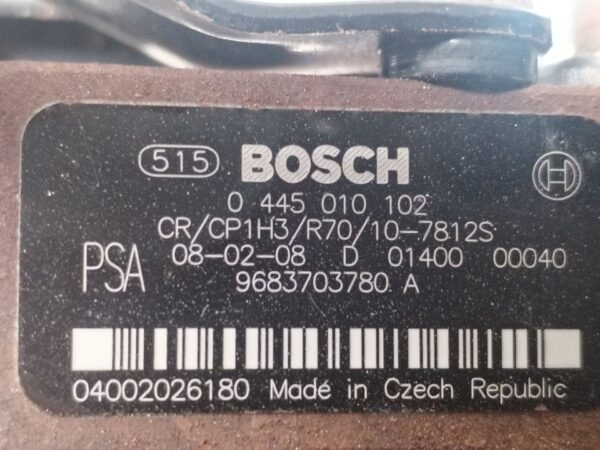 515 BOSCH H
0 445 010 102
CR/CP1H3/R70/10-7812S
PSA 08-02-08 D 01400 00040
9683703780 A
04002026180 Made in Czech Republic